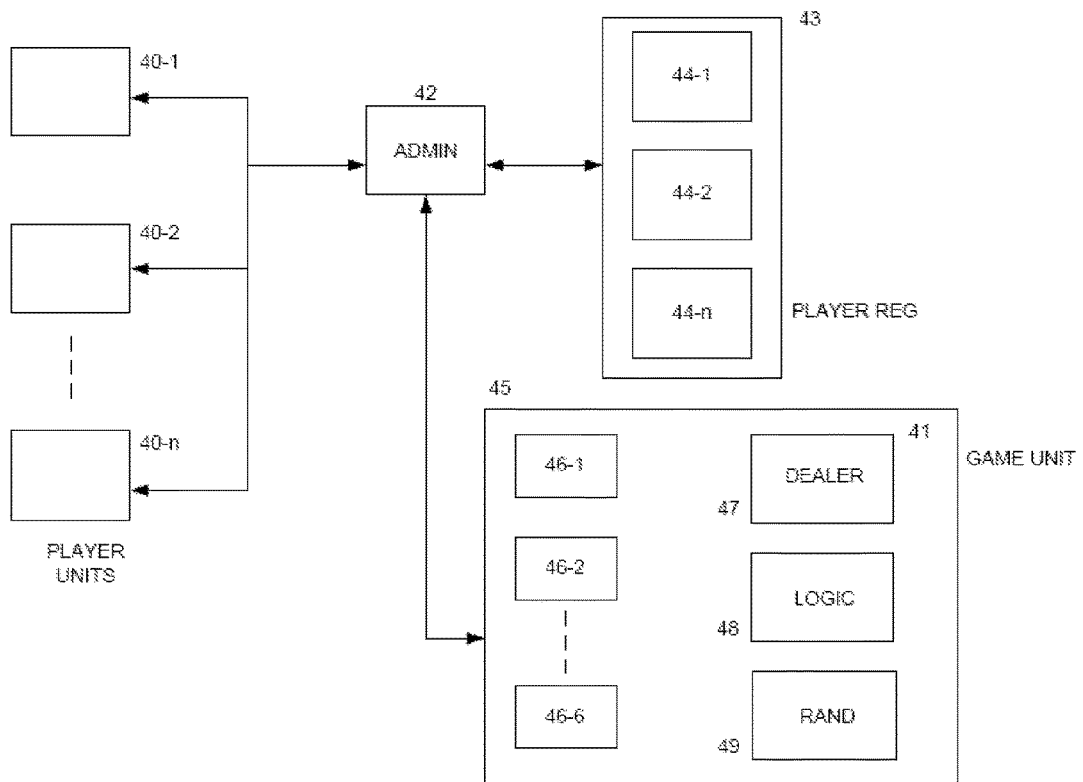 40-1
40-2
40-n
PLAYER
UNITS
42
ADMIN
43
44-1
44-2
44-n
PLAYER REG
45
41
GAME UNIT
46-1
46-2
46-6
DEALER
47
LOGIC
48
RAND
49